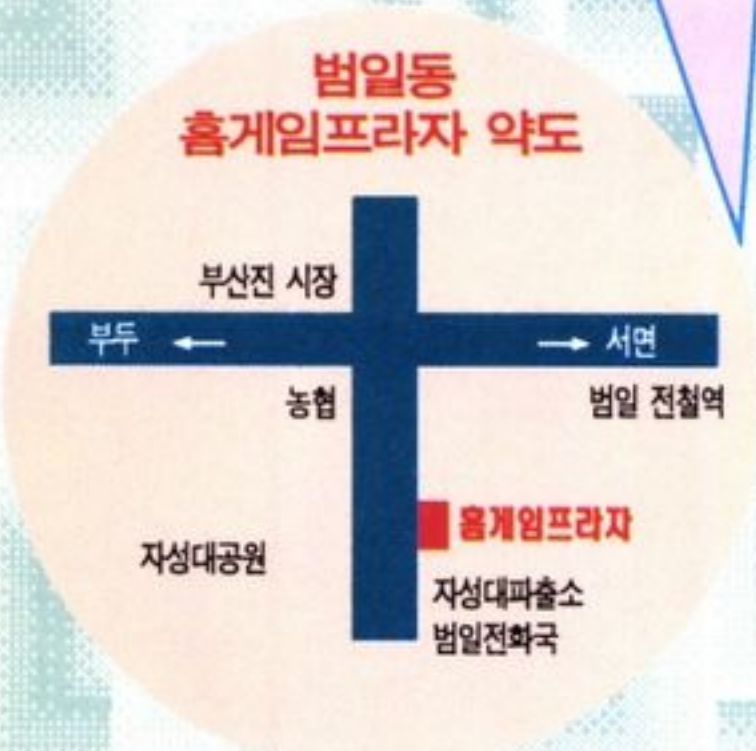 범일동
홈게임프라자 약도
부산진 시장
부두 ← → 서면
농협
범일 전철역
홈게임프라자
자성대공원
자성대파출소
범일전화국